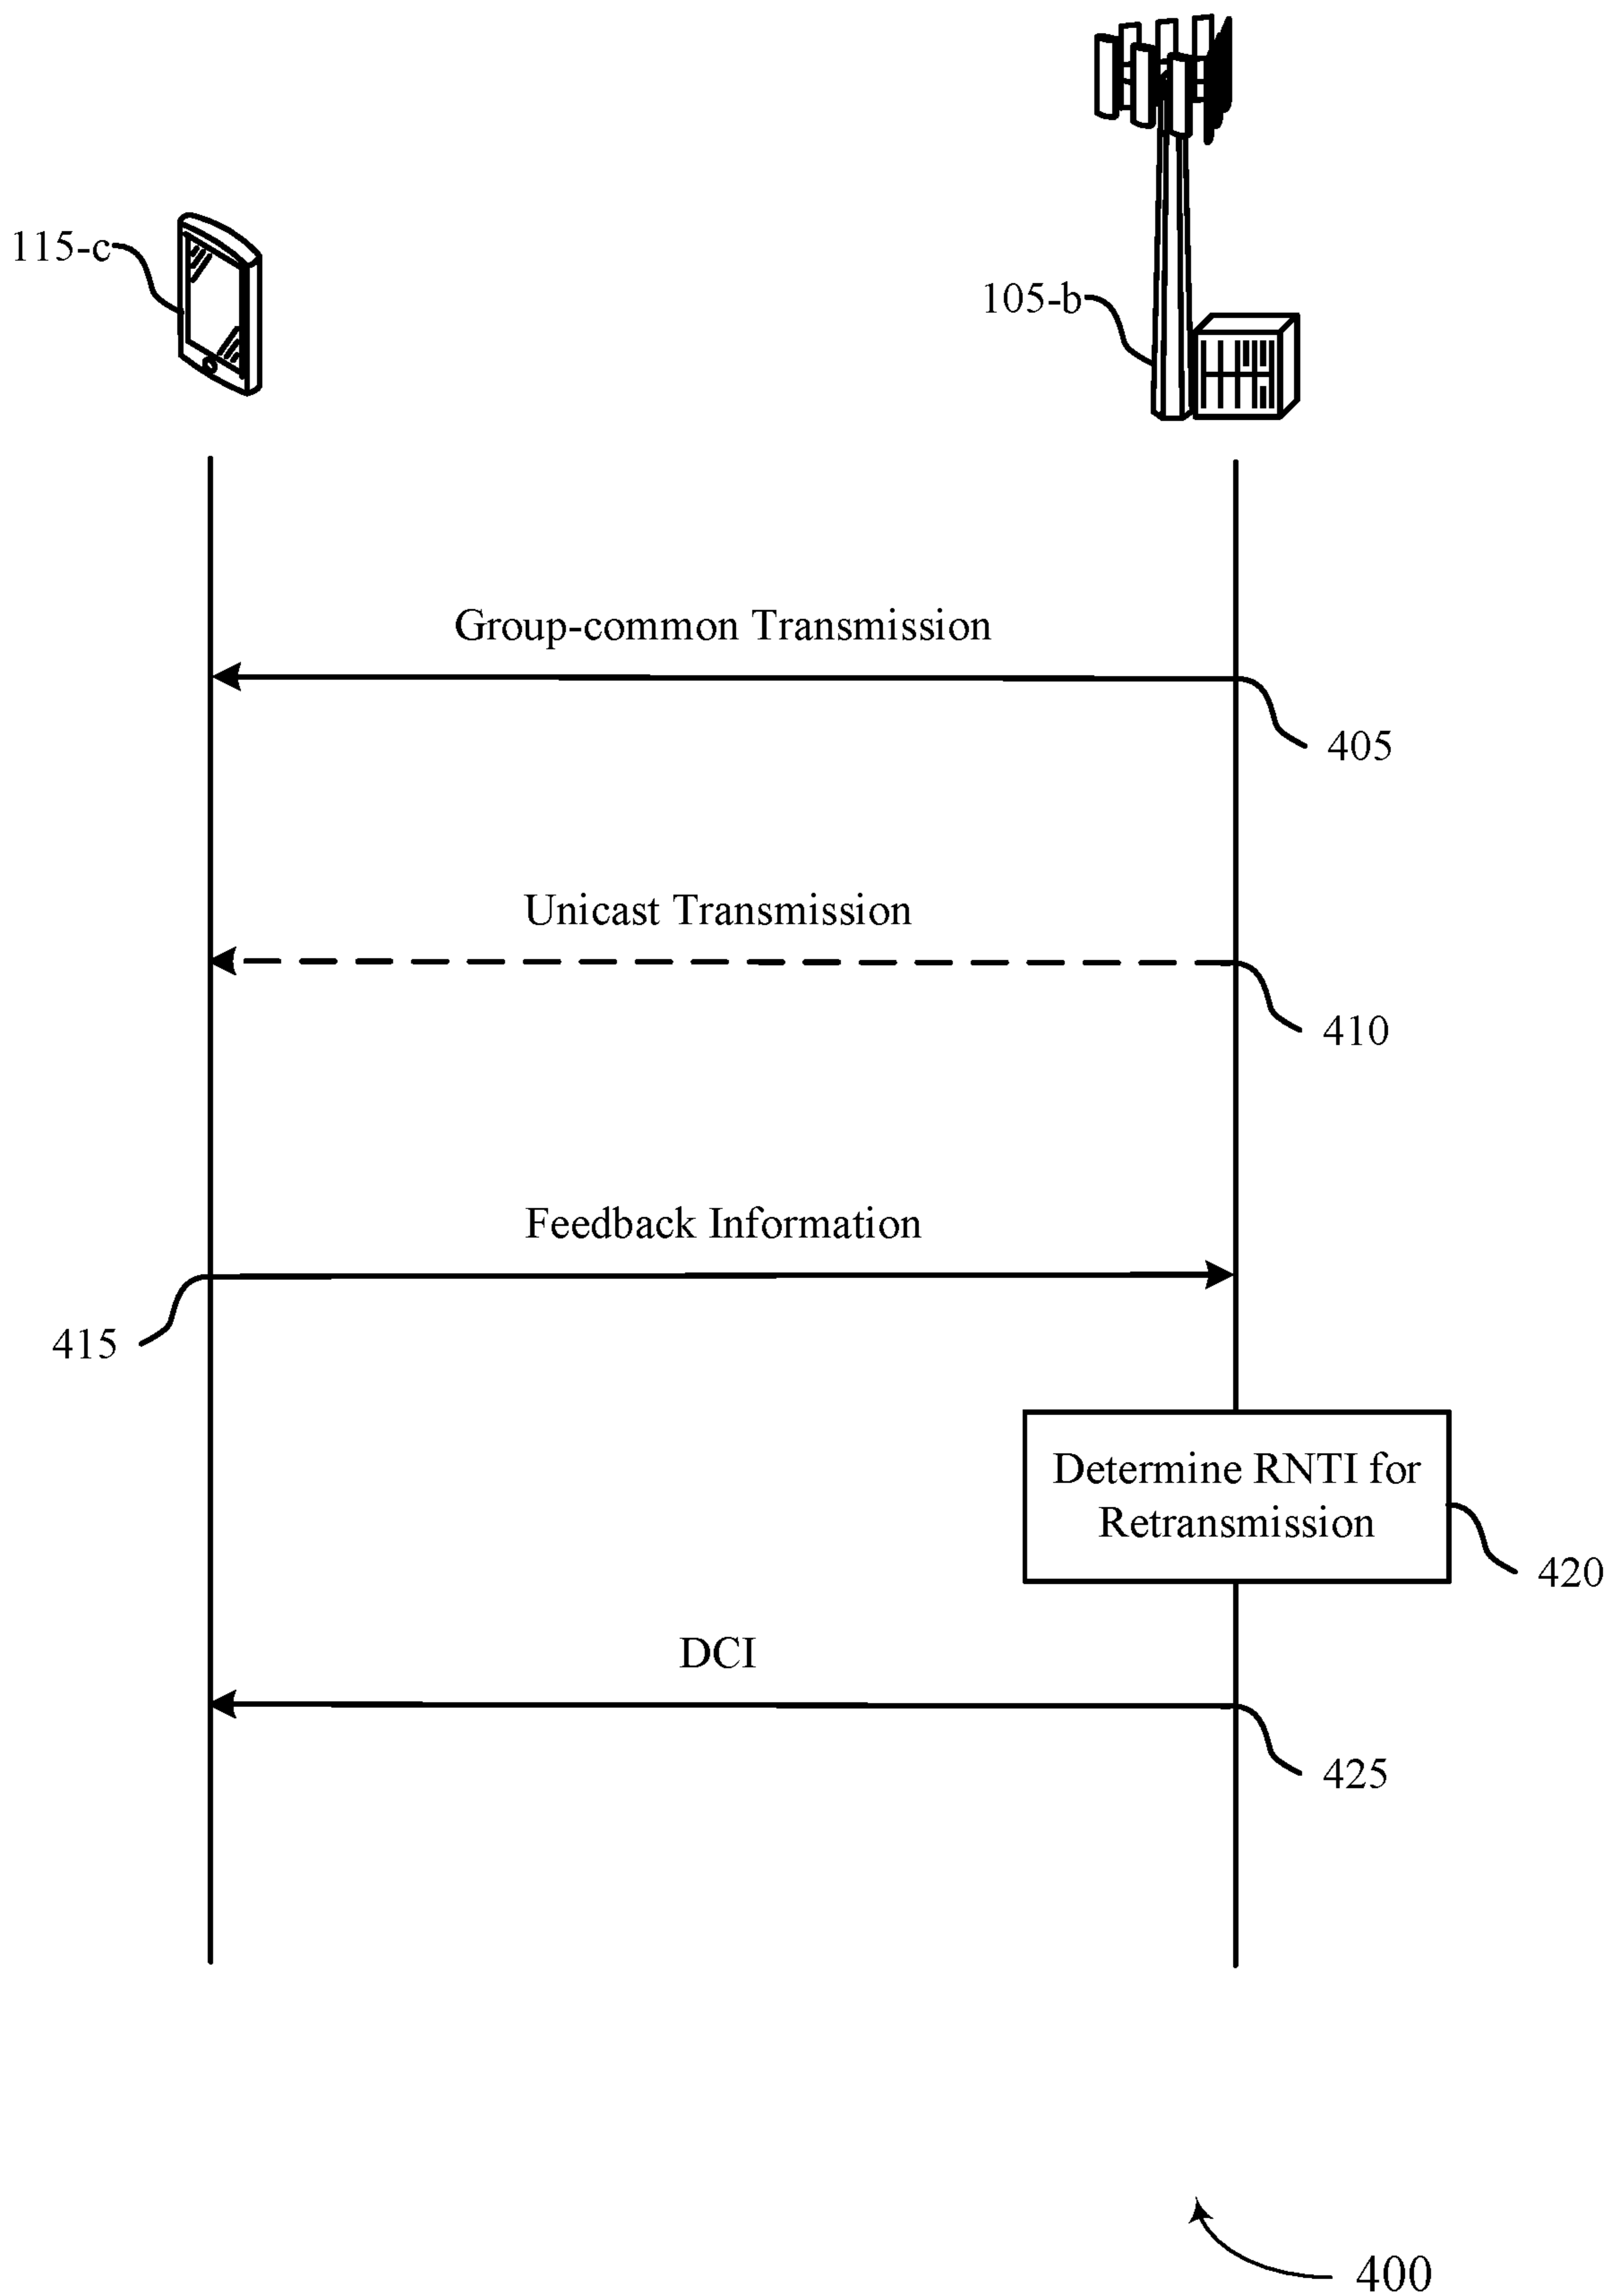 115-c
105-b
Group-common Transmission
405
Unicast Transmission
410
Feedback Information
415
Determine RNTI for
Retransmission
420
DCI
425
400